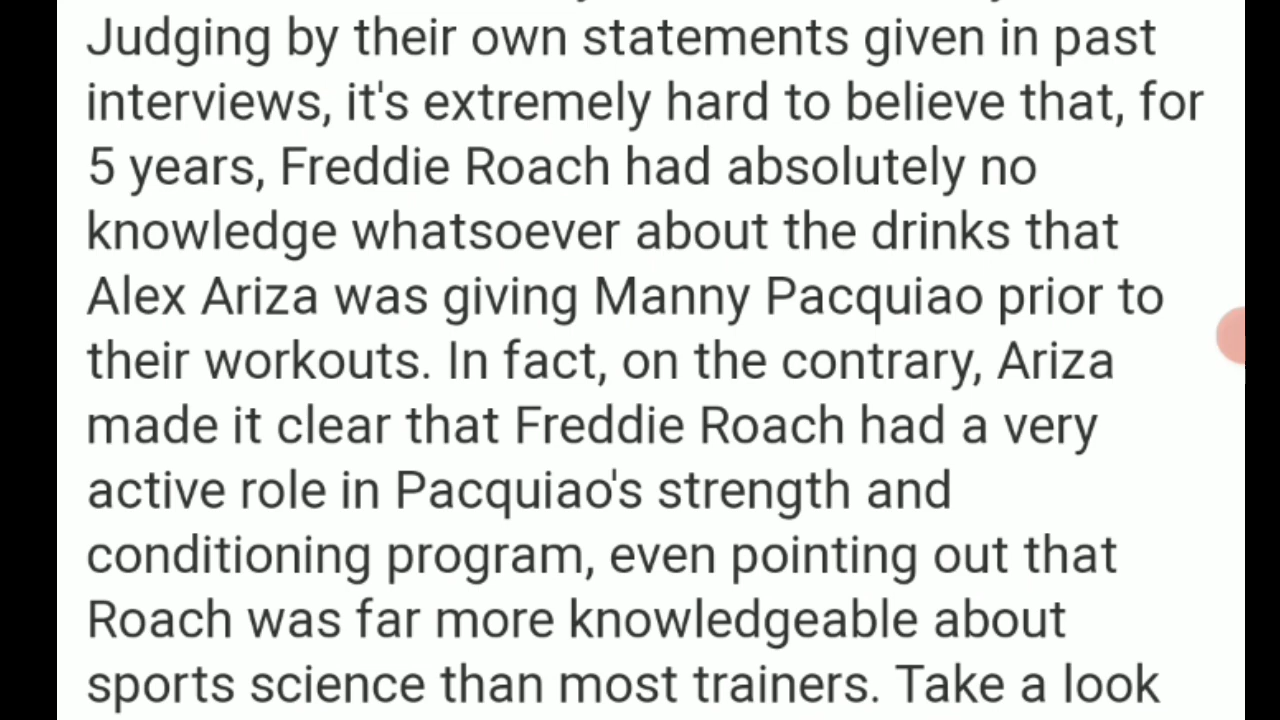 Judging by their own statements given in past
interviews, it's extremely hard to believe that, for
5 years, Freddie Roach had absolutely no
knowledge whatsoever about the drinks that
Alex Ariza was giving Manny Pacquiao prior to
their workouts. In fact, on the contrary, Ariza
made it clear that Freddie Roach had a very
active role in Pacquiao's strength and
conditioning program, even pointing out that
Roach was far more knowledgeable about
sports science than most trainers. Take a look